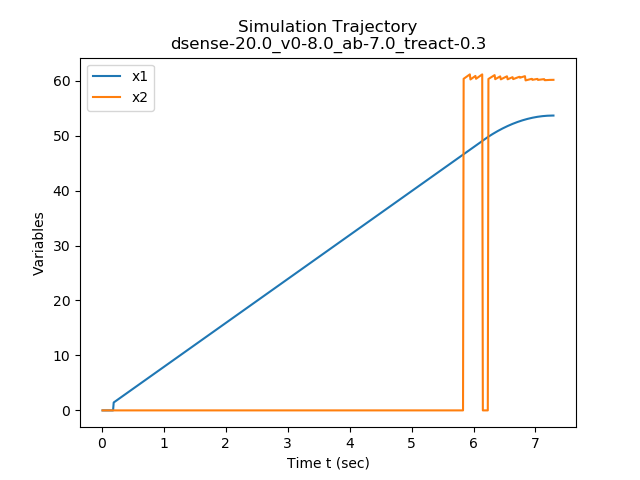 Simulation Trajectory
dsense-20.0_v0-8.0_ab-7.0_treact-0.3
x1
x2
60
50
40
30
20
10
0
Variables
0 1 2 3 4 5 6 7
Time t (sec)